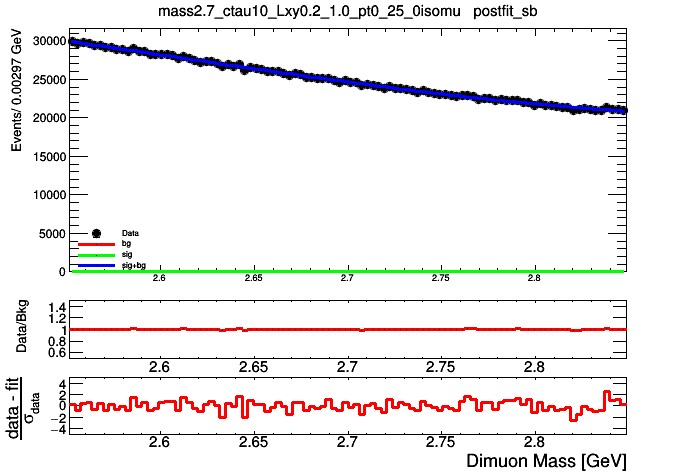 mass2.7_ctau10_Lxy0.2_1.0_pt0_25_0isomu postfit_sb
Events/ 0.00297 GeV
30000
25000
20000
15000
10000
5000
0
Data
bg
sig
sig+bg
2.6 2.65 2.7 2.75 2.8
Data/Bkg
1.4
1.2
1
0.8
0.6
2.6 2.65 2.7 2.75 2.8
data - fit
σdata
4
2
0
−2
−4
2.6 2.65 2.7 2.75 2.8
Dimuon Mass [GeV]